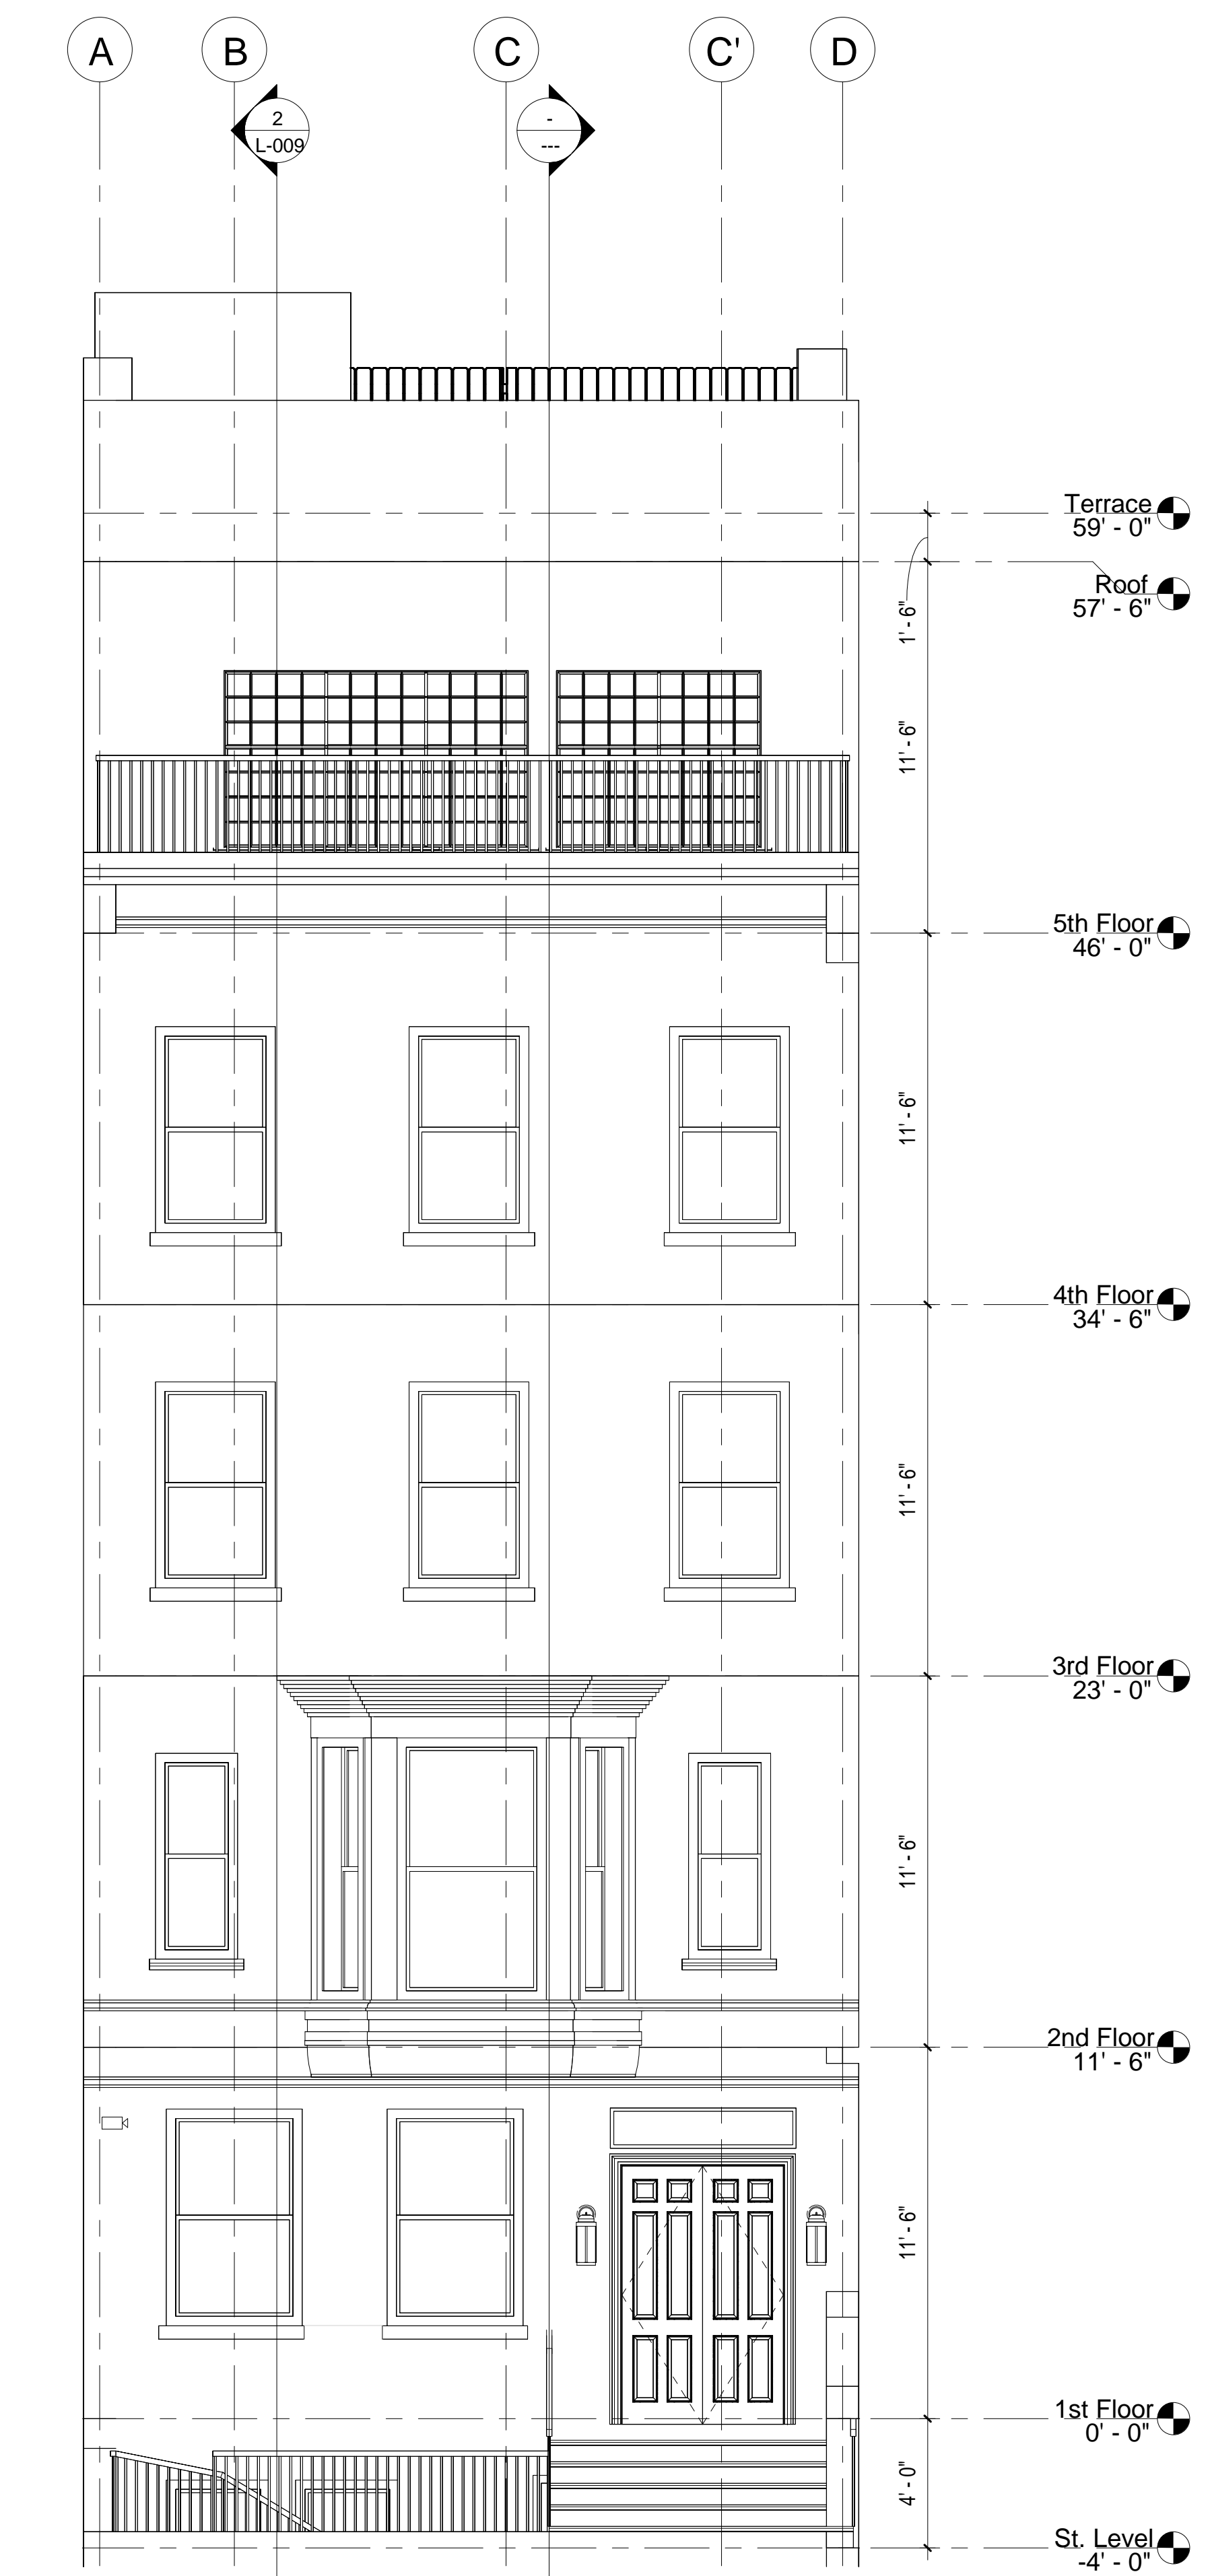 A B C C' D
2
L-009
-
---
Terrace
59' - 0"
Roof
57' - 6"
1' - 6"
11' - 6"
5th Floor
46' - 0"
11' - 6"
4th Floor
34' - 6"
11' - 6"
3rd Floor
23' - 0"
11' - 6"
2nd Floor
11' - 6"
11' - 6"
1st Floor
0' - 0"
4' - 0"
St. Level
-4' - 0"